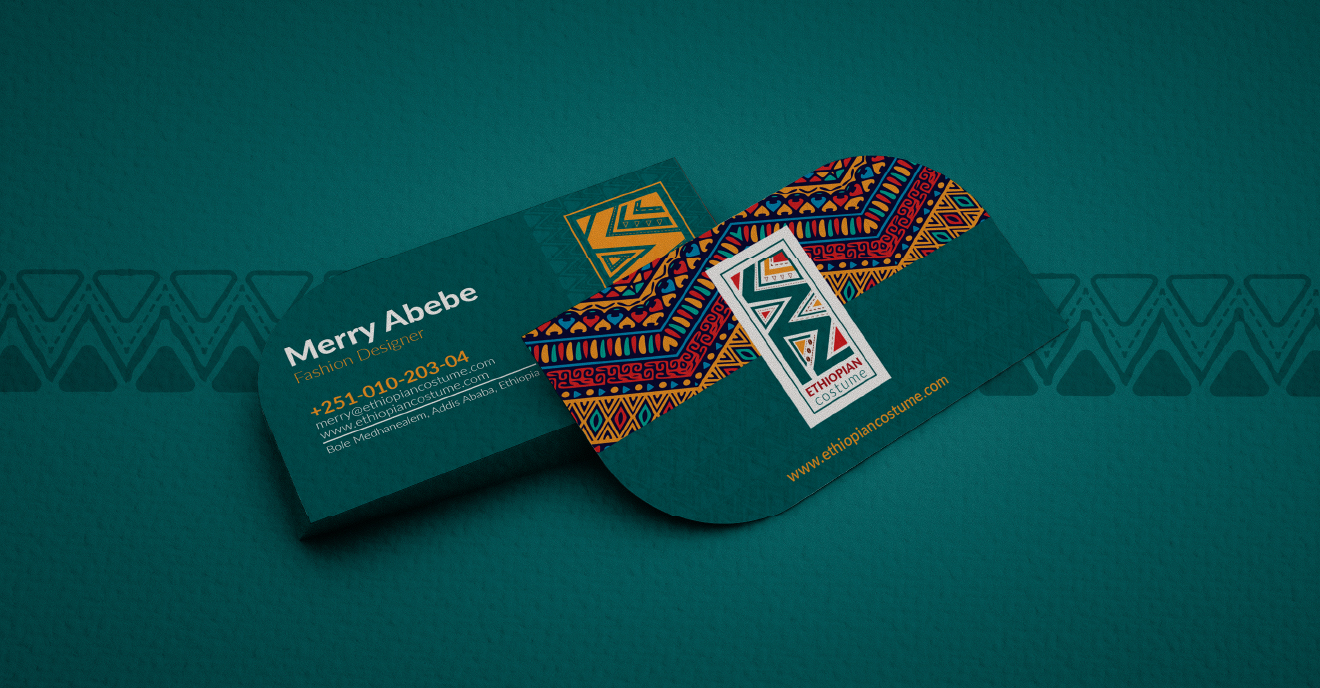 Merry Abebe
Fashion Designer
+251-010-203-04
merry@ethiopiancostume.com
www.ethiopiancostume.com
Bole Medhanealem, Addis Ababa, Ethiopia
ETHIOPIAN
costume
www.ethiopiancostume.com